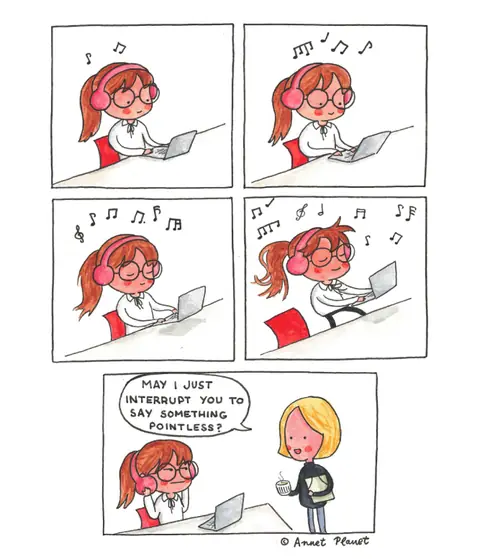 MAY I JUST
INTERRUPT YOU TO
SAY SOMETHING
POINTLESS?
© Annet Planet